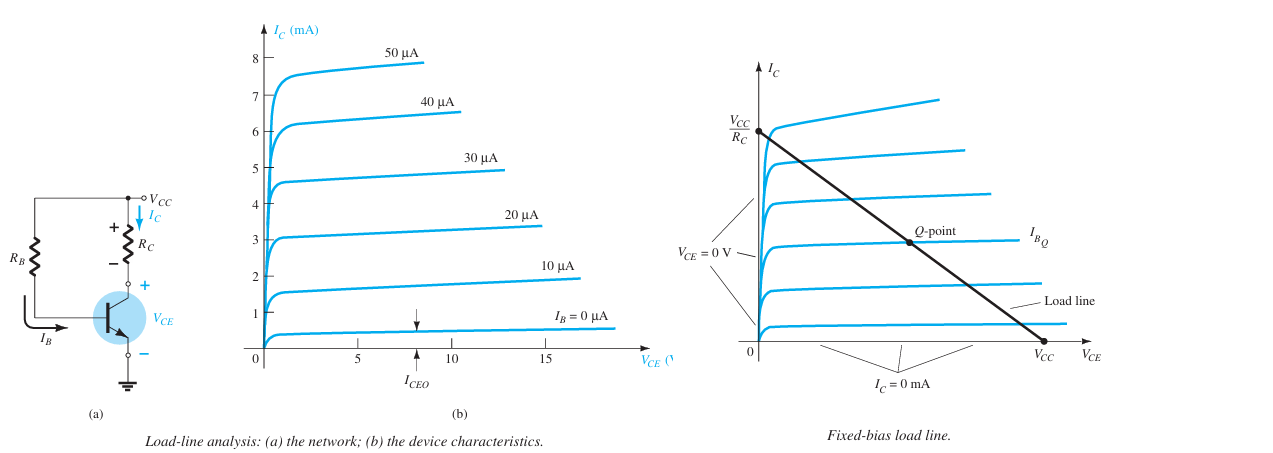 V_CC
I_C
+
R_C
−
R_B
+
V_CE
I_B
−
(a)
I_C (mA)
8
7
6
5
4
3
2
1
0
50 μA
40 μA
30 μA
20 μA
10 μA
I_B = 0 μA
5
10
15
I_CEO
V_CE (V
(b)
Load-line analysis: (a) the network; (b) the device characteristics.
I_C
V_CC
R_C
V_CE = 0 V
Q-point
I_BQ
Load line
0
V_CC
V_CE
I_C = 0 mA
Fixed-bias load line.